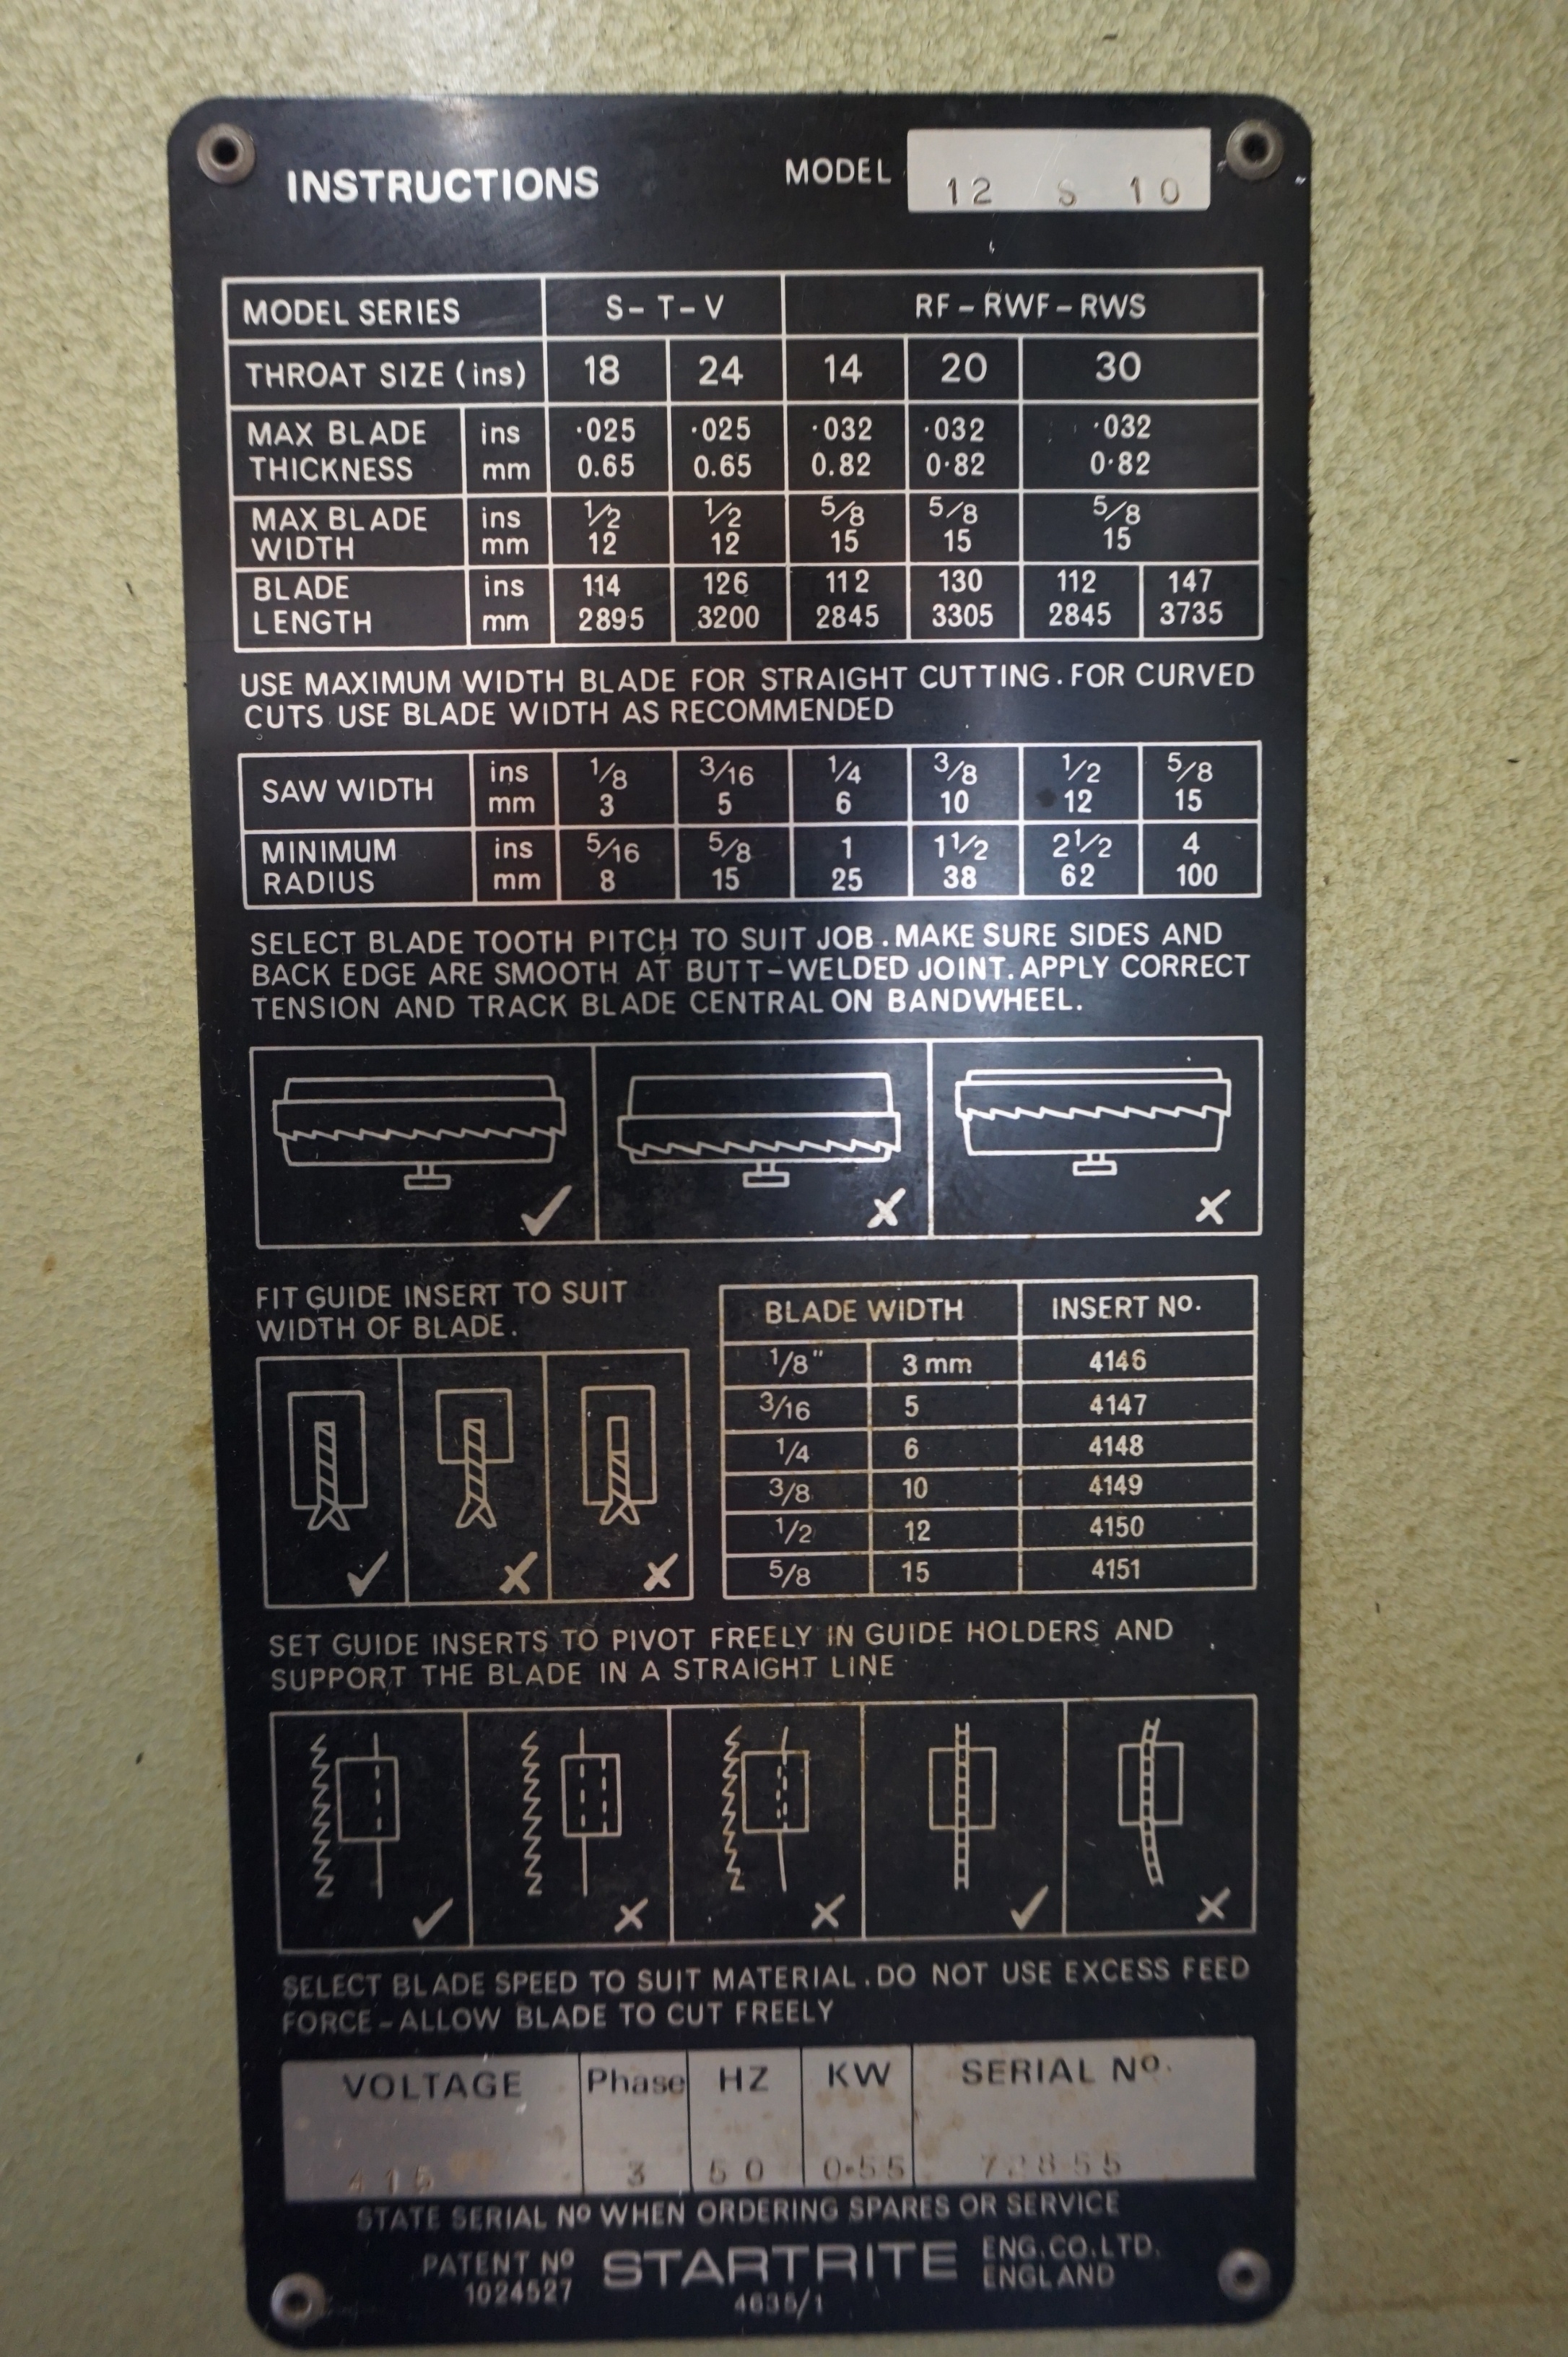 INSTRUCTIONS MODEL 12 S 10
MODEL SERIES S-T-V RF-RWF-RWS
THROAT SIZE (ins) 18 24 14 20 30
MAX BLADE ins ·025 ·025 ·032 ·032 ·032
THICKNESS mm 0.65 0.65 0.82 0·82 0·82
MAX BLADE ins 1/2 1/2 5/8 5/8 5/8
WIDTH mm 12 12 15 15 15
BLADE ins 114 126 112 130 112 147
LENGTH mm 2895 3200 2845 3305 2845 3735
USE MAXIMUM WIDTH BLADE FOR STRAIGHT CUTTING. FOR CURVED
CUTS USE BLADE WIDTH AS RECOMMENDED
SAW WIDTH ins 1/8 3/16 1/4 3/8 1/2 5/8
mm 3 5 6 10 12 15
MINIMUM ins 5/16 5/8 1 1 1/2 2 1/2 4
RADIUS mm 8 15 25 38 62 100
SELECT BLADE TOOTH PITCH TO SUIT JOB. MAKE SURE SIDES AND
BACK EDGE ARE SMOOTH AT BUTT-WELDED JOINT. APPLY CORRECT
TENSION AND TRACK BLADE CENTRAL ON BANDWHEEL.
FIT GUIDE INSERT TO SUIT
WIDTH OF BLADE.
BLADE WIDTH INSERT No.
1/8" 3 mm 4146
3/16 5 4147
1/4 6 4148
3/8 10 4149
1/2 12 4150
5/8 15 4151
SET GUIDE INSERTS TO PIVOT FREELY IN GUIDE HOLDERS AND
SUPPORT THE BLADE IN A STRAIGHT LINE
SELECT BLADE SPEED TO SUIT MATERIAL. DO NOT USE EXCESS FEED
FORCE - ALLOW BLADE TO CUT FREELY
VOLTAGE Phase HZ KW SERIAL No.
415 3 50 0·55
STATE SERIAL No WHEN ORDERING SPARES OR SERVICE
PATENT No
1024527
STARTRITE
ENG. CO. LTD.
ENGLAND
4635/1